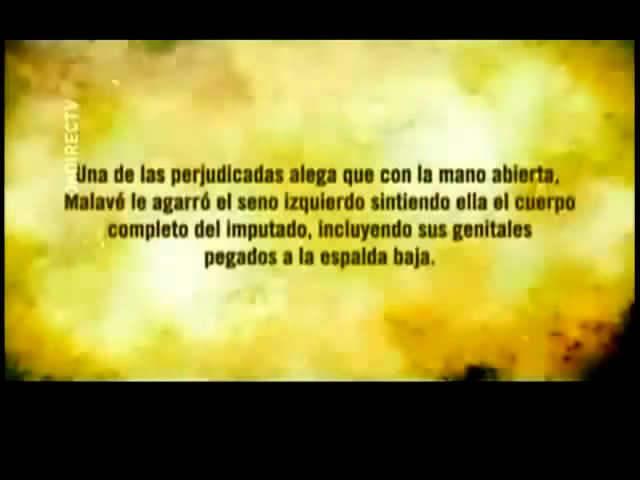 Una de las perjudicadas alega que con la mano abierta,
Malavé le agarró el seno izquierdo sintiendo ella el cuerpo
completo del imputado, incluyendo sus genitales
pegados a la espalda baja.
DIRECTV